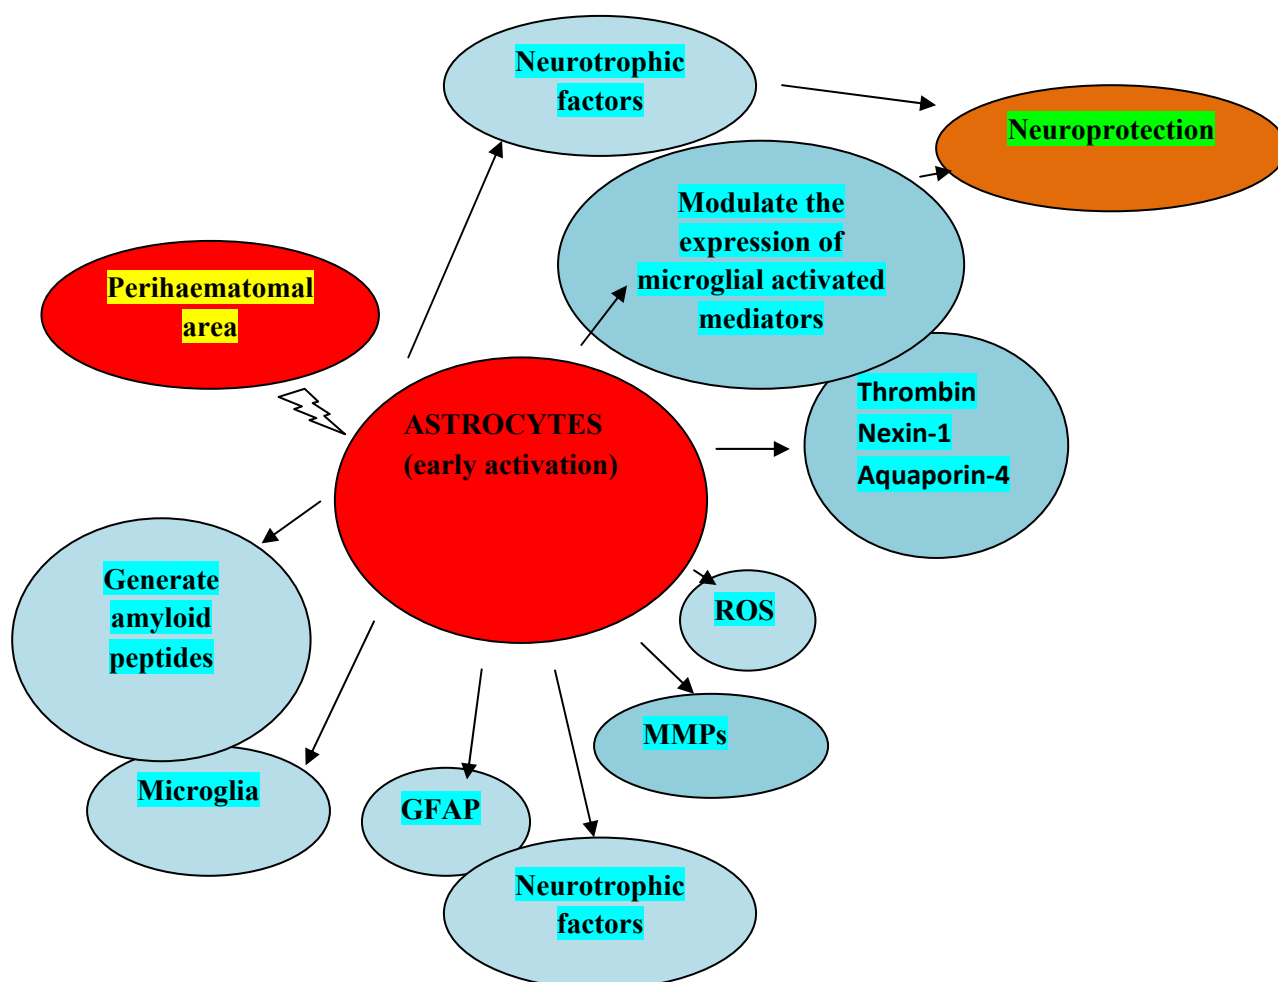 Neurotrophic
factors
Neuroprotection
Modulate the
expression of
microglial activated
mediators
Perihaematomal
area
Thrombin
Nexin-1
Aquaporin-4
ASTROCYTES
(early activation)
Generate
amyloid
peptides
ROS
MMPs
Microglia
GFAP
Neurotrophic
factors